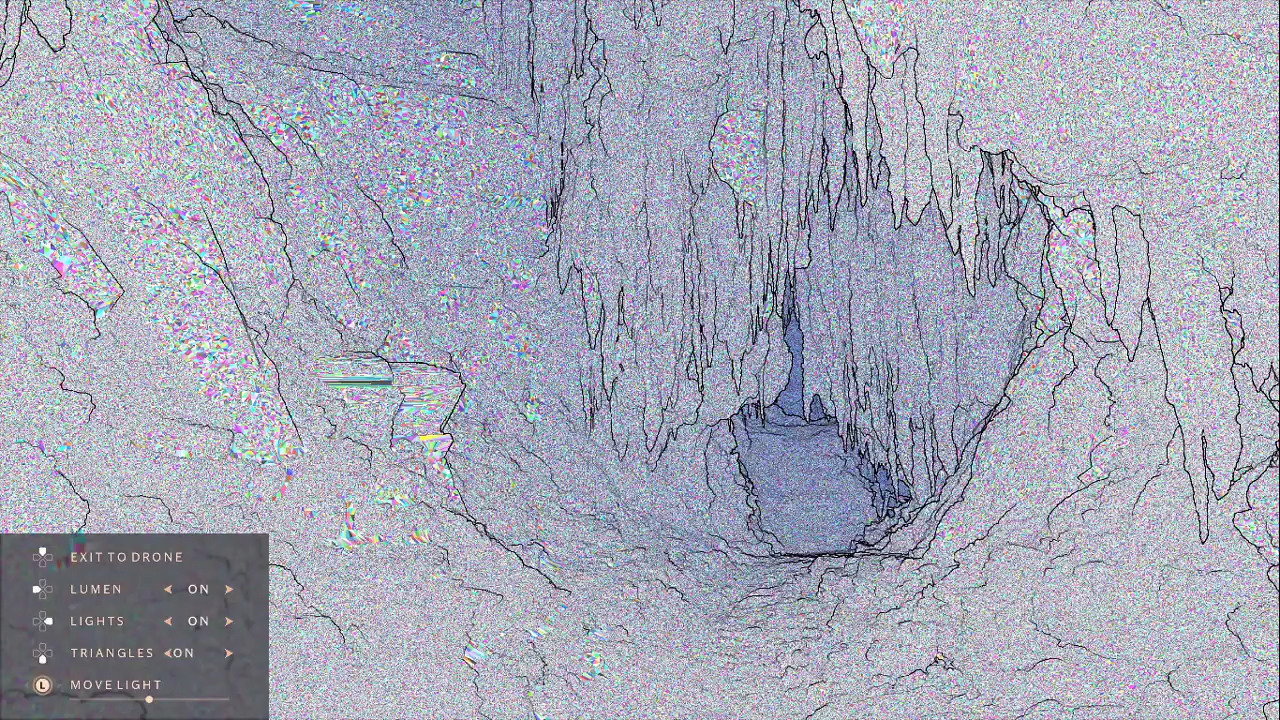 EXIT TO DRONE
LUMEN ON
LIGHTS ON
TRIANGLES ON
L MOVE LIGHT